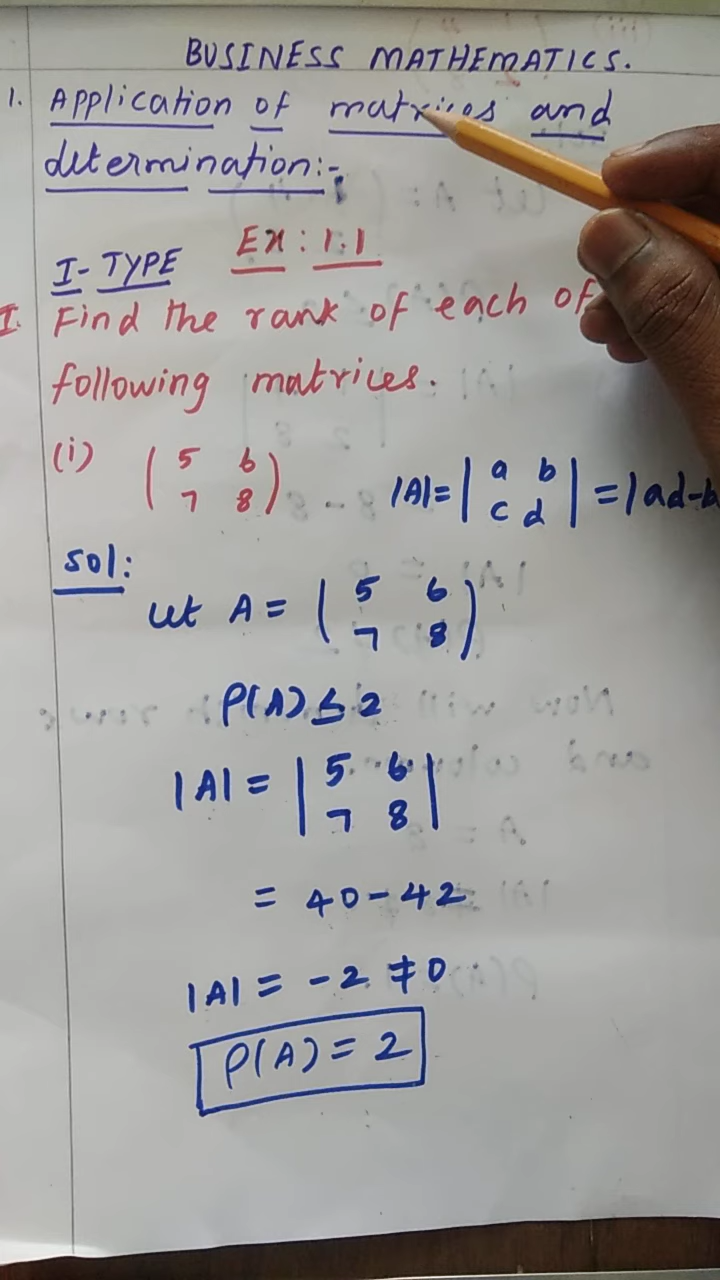 BUSINESS MATHEMATICS.
1. Application of matrices and
determination:-
I-TYPE Ex: 1.1
I. Find the rank of each of
following matrices.
(i) ( 5 6
7 8 ) |A|= | a b
c d | = |ad-b
Sol:
Let A = ( 5 6
7 8 )
ρ(A) ≤ 2
|A| = | 5 6
7 8 |
= 40-42
|A| = -2 ≠ 0
ρ(A) = 2